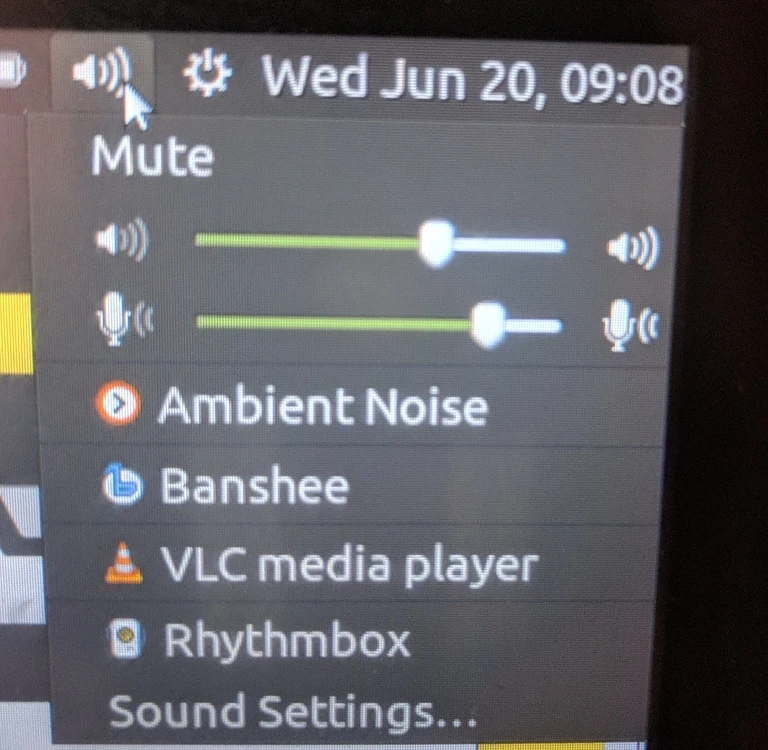 Wed Jun 20, 09:08
Mute
Ambient Noise
Banshee
VLC media player
Rhythmbox
Sound Settings...